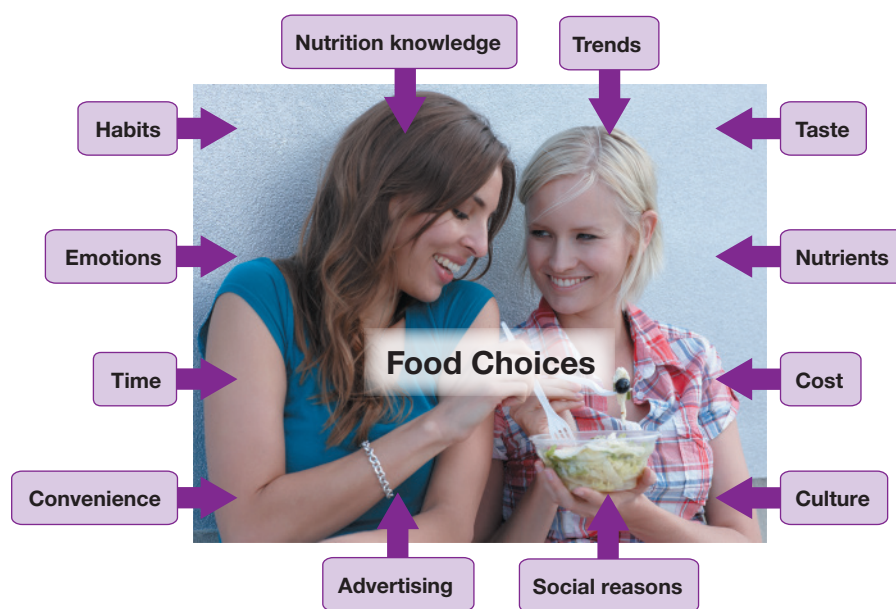 Nutrition knowledge
Trends
Habits
Taste
Emotions
Nutrients
Food Choices
Time
Cost
Convenience
Culture
Advertising
Social reasons